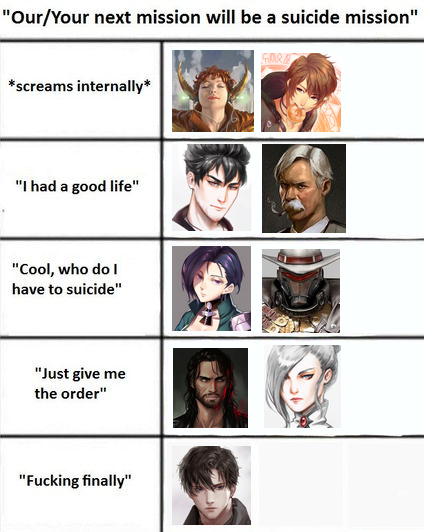 "Our/Your next mission will be a suicide mission"
*screams internally*
"I had a good life"
"Cool, who do I
have to suicide"
"Just give me
the order"
"Fucking finally"